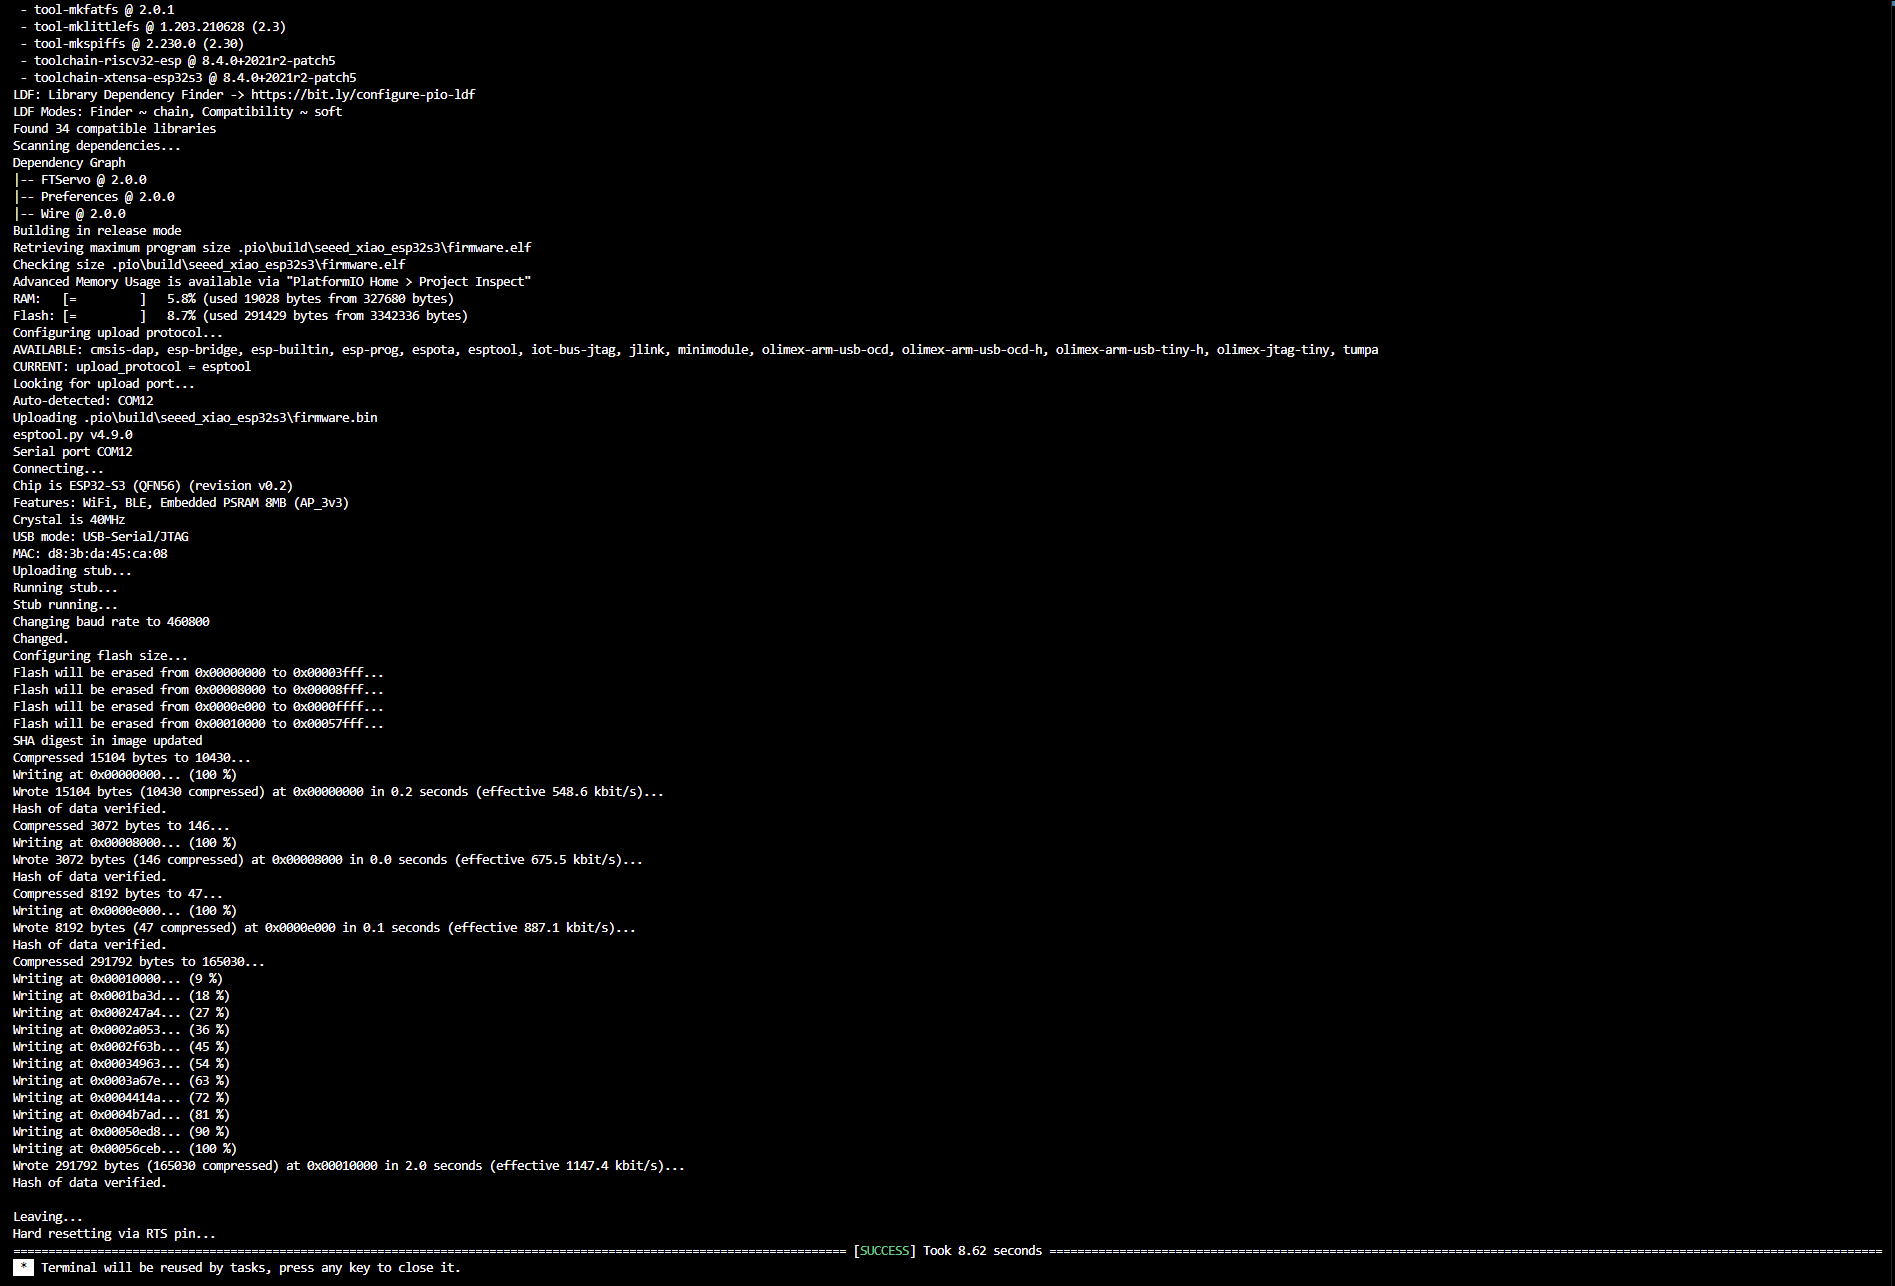 - tool-mkfatfs @ 2.0.1
- tool-mklittlefs @ 1.203.210628 (2.3)
- tool-mkspiffs @ 2.230.0 (2.30)
- toolchain-riscv32-esp @ 8.4.0+2021r2-patch5
- toolchain-xtensa-esp32s3 @ 8.4.0+2021r2-patch5
LDF: Library Dependency Finder -> https://bit.ly/configure-pio-ldf
LDF Modes: Finder ~ chain, Compatibility ~ soft
Found 34 compatible libraries
Scanning dependencies...
Dependency Graph
|-- FTServo @ 2.0.0
|-- Preferences @ 2.0.0
|-- Wire @ 2.0.0
Building in release mode
Retrieving maximum program size .pio\build\seeed_xiao_esp32s3\firmware.elf
Checking size .pio\build\seeed_xiao_esp32s3\firmware.elf
Advanced Memory Usage is available via "PlatformIO Home > Project Inspect"
RAM:   [=         ]   5.8% (used 19028 bytes from 327680 bytes)
Flash: [=         ]   8.7% (used 291429 bytes from 3342336 bytes)
Configuring upload protocol...
AVAILABLE: cmsis-dap, esp-bridge, esp-builtin, esp-prog, espota, esptool, iot-bus-jtag, jlink, minimodule, olimex-arm-usb-ocd, olimex-arm-usb-ocd-h, olimex-arm-usb-tiny-h, olimex-jtag-tiny, tumpa
CURRENT: upload_protocol = esptool
Looking for upload port...
Auto-detected: COM12
Uploading .pio\build\seeed_xiao_esp32s3\firmware.bin
esptool.py v4.9.0
Serial port COM12
Connecting...
Chip is ESP32-S3 (QFN56) (revision v0.2)
Features: WiFi, BLE, Embedded PSRAM 8MB (AP_3v3)
Crystal is 40MHz
USB mode: USB-Serial/JTAG
MAC: d8:3b:da:45:ca:08
Uploading stub...
Running stub...
Stub running...
Changing baud rate to 460800
Changed.
Configuring flash size...
Flash will be erased from 0x00000000 to 0x00003fff...
Flash will be erased from 0x00008000 to 0x00008fff...
Flash will be erased from 0x0000e000 to 0x0000ffff...
Flash will be erased from 0x00010000 to 0x00057fff...
SHA digest in image updated
Compressed 15104 bytes to 10430...
Writing at 0x00000000... (100 %)
Wrote 15104 bytes (10430 compressed) at 0x00000000 in 0.2 seconds (effective 548.6 kbit/s)...
Hash of data verified.
Compressed 3072 bytes to 146...
Writing at 0x00008000... (100 %)
Wrote 3072 bytes (146 compressed) at 0x00008000 in 0.0 seconds (effective 675.5 kbit/s)...
Hash of data verified.
Compressed 8192 bytes to 47...
Writing at 0x0000e000... (100 %)
Wrote 8192 bytes (47 compressed) at 0x0000e000 in 0.1 seconds (effective 887.1 kbit/s)...
Hash of data verified.
Compressed 291792 bytes to 165030...
Writing at 0x00010000... (9 %)
Writing at 0x0001ba3d... (18 %)
Writing at 0x000247a4... (27 %)
Writing at 0x0002a053... (36 %)
Writing at 0x0002f63b... (45 %)
Writing at 0x00034963... (54 %)
Writing at 0x0003a67e... (63 %)
Writing at 0x0004414a... (72 %)
Writing at 0x0004b7ad... (81 %)
Writing at 0x00050ed8... (90 %)
Writing at 0x00056ceb... (100 %)
Wrote 291792 bytes (165030 compressed) at 0x00010000 in 2.0 seconds (effective 1147.4 kbit/s)...
Hash of data verified.
Leaving...
Hard resetting via RTS pin...
[SUCCESS] Took 8.62 seconds
* Terminal will be reused by tasks, press any key to close it.